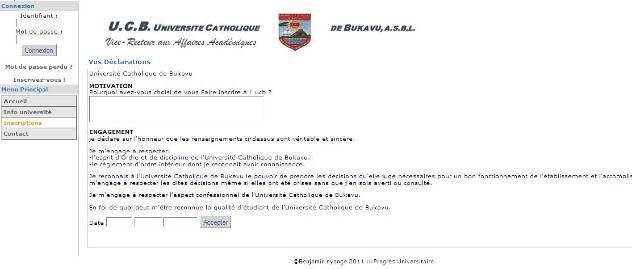 Connexion
Identifiant :
Mot de passe :
Connexion
Mot de passe perdu ?
Inscrivez-vous !
Menu Principal
Accueil
Info université
Inscriptions
Contact
U.C.B. UNIVERSITE CATHOLIQUE DE BUKAVU, A.S.B.L.
Vice-Recteur aux Affaires Académiques
Vos Déclarations
Université Catholique de Bukavu
MOTIVATION
Pourquoi avez-vous choisi de vous Faire inscrire à l'ucb ?
ENGAGEMENT
je déclare sur l'honneur que les renseignements ci-dessus sont véritable et sincère.
Je m'engage à respecter:
-l'esprit d'Ordre et de discipline de l'Université Catholique de Bukavu.
-le règlement d'ordre intérieur dont je reconnait avoir connaissance.
Je reconnais à l'Université Catholique de Bukavu le pouvoir de prendre les décisions qu'elle juge nécessaires pour un bon fonctionnement de l'établissement et l'accomplis
m'engage à respecter les dites décisions même si elles ont été prises sans que j'en sois averti ou consulté.
Je m'engage à respecter l'aspect confessionnel de l'Université Catholique de Bukavu.
En foi de quoi peut m'être reconnue la qualité d'étudiant de l'Université Catholique de Bukavu.
Date
Accepter
©Benjamin nyange 2011 Progrès Universitaire